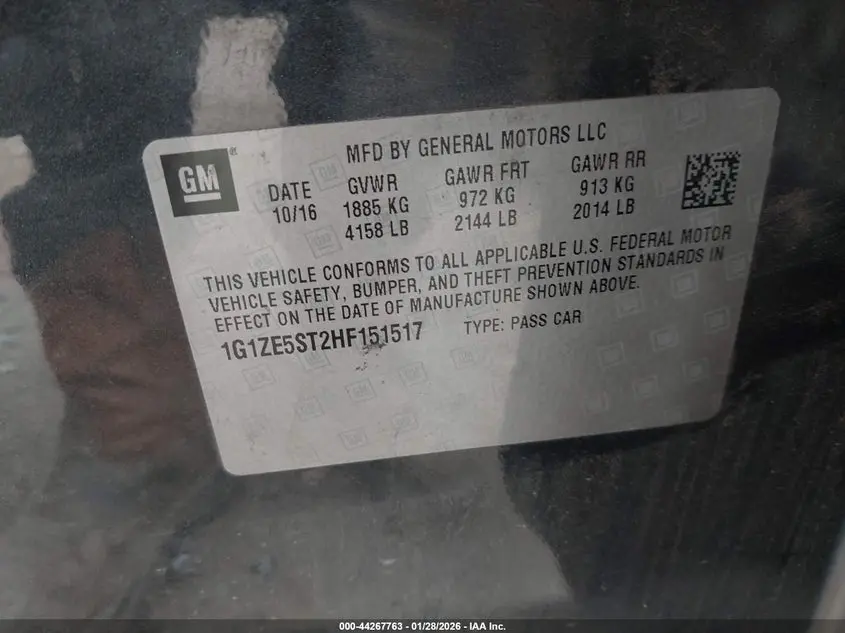 MFD BY GENERAL MOTORS LLC
GM
DATE GVWR GAWR FRT GAWR RR
10/16 1885 KG 972 KG 913 KG
4158 LB 2144 LB 2014 LB
THIS VEHICLE CONFORMS TO ALL APPLICABLE U.S. FEDERAL MOTOR
VEHICLE SAFETY, BUMPER, AND THEFT PREVENTION STANDARDS IN
EFFECT ON THE DATE OF MANUFACTURE SHOWN ABOVE.
1G1ZE5ST2HF151517 TYPE: PASS CAR
000-44267763 - 01/28/2026 - IAA Inc.